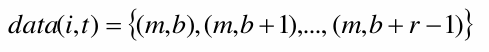 data(i,t) = {(m,b),(m,b+1),..., (m,b+r−1)}